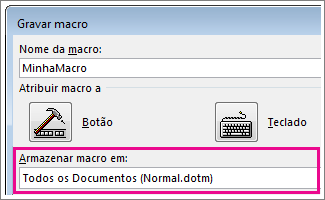 Gravar macro
Nome da macro:
MinhaMacro
Atribuir macro a
Botão
Teclado
Armazenar macro em:
Todos os Documentos (Normal.dotm)